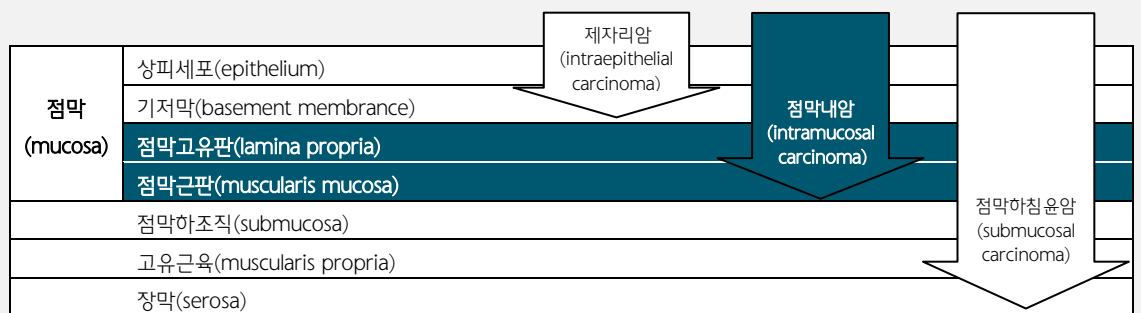 제자리암
(intraepithelial
carcinoma)
상피세포(epithelium)
기저막(basement membrance)
점막
(mucosa)
점막고유판(lamina propria)
점막근판(muscularis mucosa)
점막내암
(intramucosal
carcinoma)
점막하조직(submucosa)
고유근육(muscularis propria)
장막(serosa)
점막하침윤암
(submucosal
carcinoma)